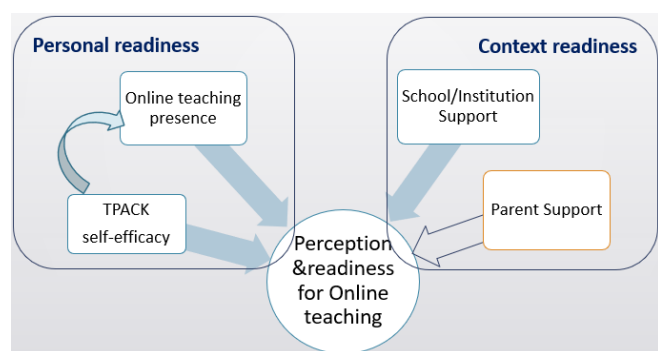 Personal readiness
Online teaching
presence
TPACK
self-efficacy
Context readiness
School/Institution
Support
Parent Support
Perception
&readiness
for Online
teaching